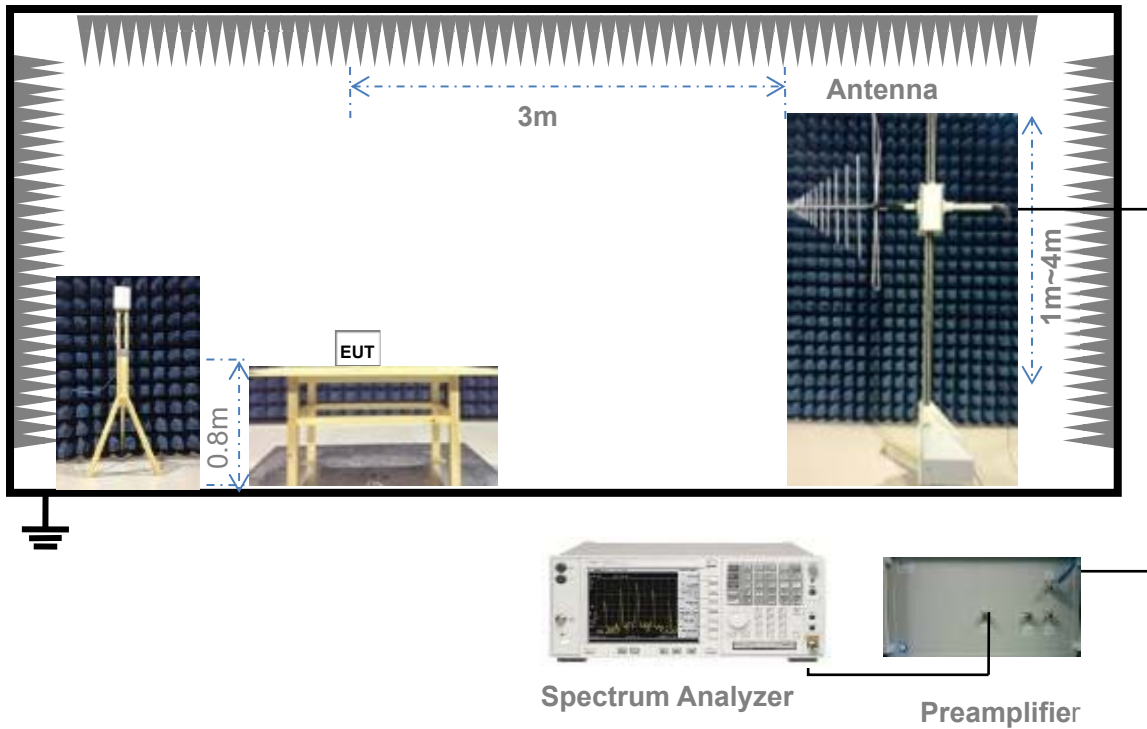 Antenna
3m
1m~4m
EUT
0.8m
Spectrum Analyzer
Preamplifier